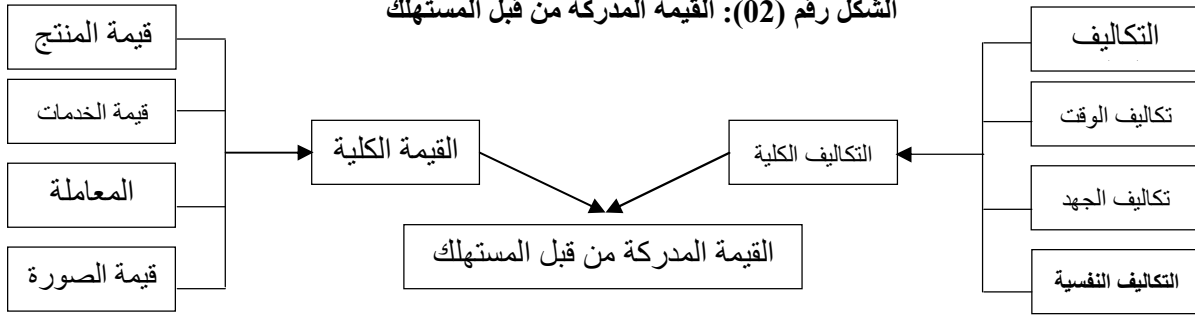 الشكل رقم (02): القيمة المدركة من قبل المستهلك
التكاليف
تكاليف الوقت
تكاليف الجهد
التكاليف النفسية
التكاليف الكلية
القيمة الكلية
قيمة المنتج
قيمة الخدمات
المعاملة
قيمة الصورة
القيمة المدركة من قبل المستهلك